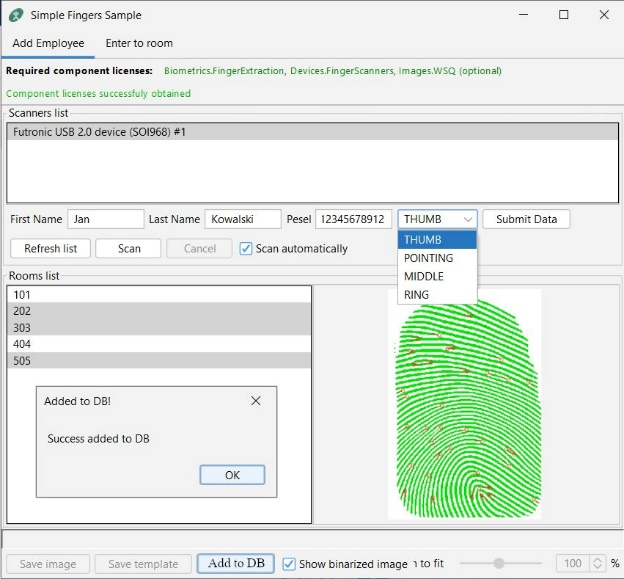 Simple Fingers Sample
Add Employee Enter to room
Required component licenses: Biometrics.FingerExtraction, Devices.FingerScanners, Images.WSQ (optional)
Component licenses successfuly obtained
Scanners list
Futronic USB 2.0 device (SOI968) #1
First Name Jan Last Name Kowalski Pesel 12345678912 THUMB Submit Data
THUMB
POINTING
MIDDLE
RING
Refresh list Scan Cancel Scan automatically
Rooms list
101
202
303
404
505
Added to DB!
Success added to DB
OK
Save image Save template Add to DB Show binarized image to fit 100 %